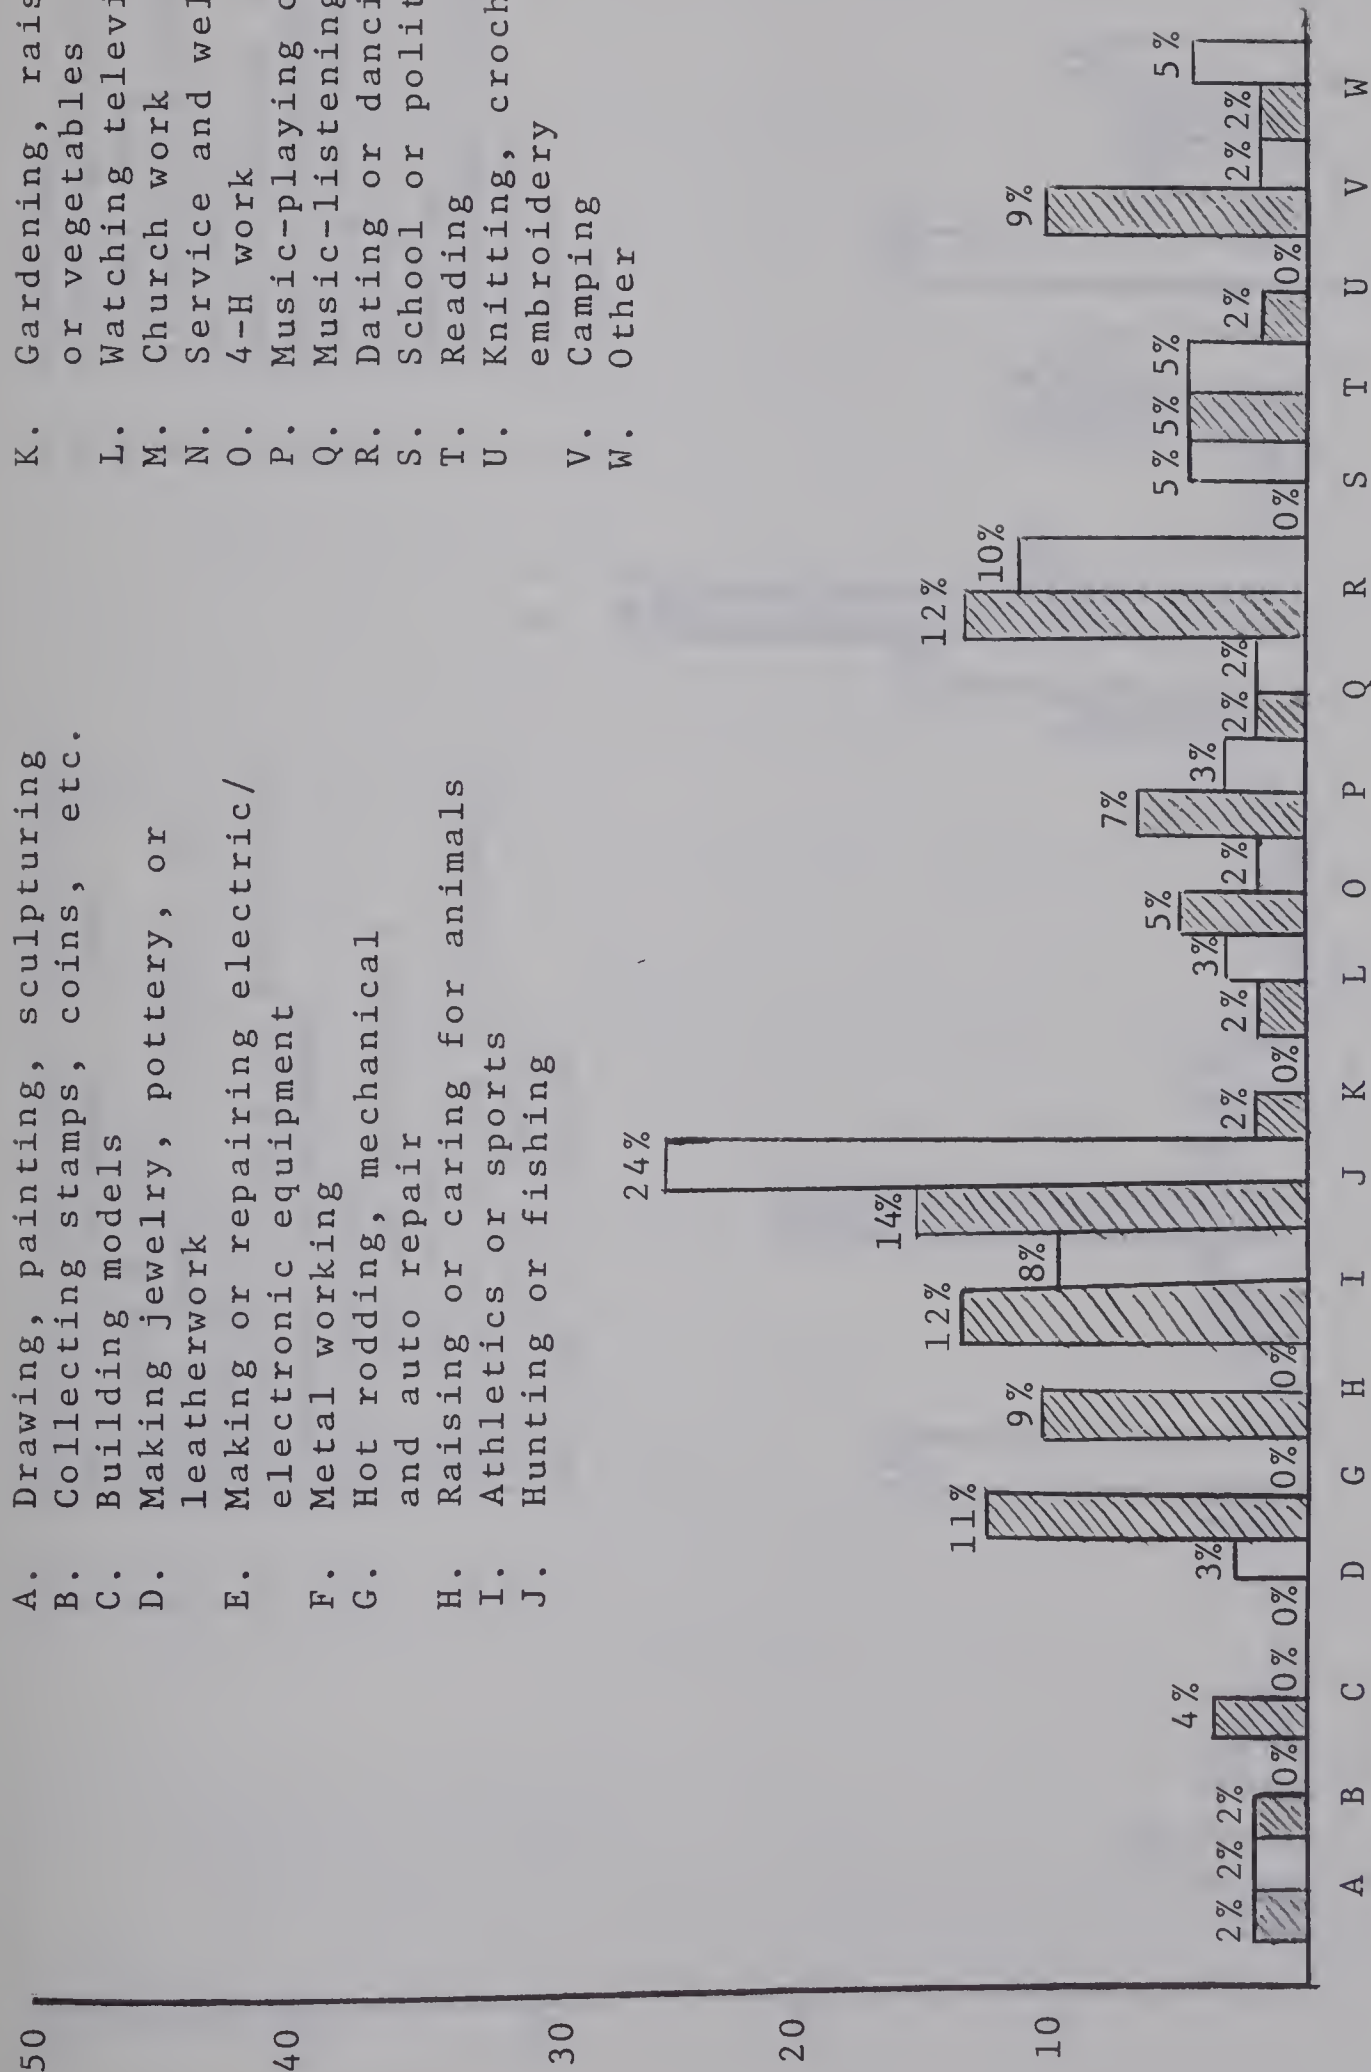 A. Drawing, painting, sculpturing
B. Collecting stamps, coins, etc.
C. Building models
D. Making jewelry, pottery, or
leatherwork
E. Making or repairing electric/
electronic equipment
F. Metal working
G. Hot rodding, mechanical
and auto repair
H. Raising or caring for animals
I. Athletics or sports
J. Hunting or fishing
K. Gardening, rais
or vegetables
L. Watching televi
M. Church work
N. Service and wel
O. 4-H work
P. Music-playing
Q. Music-listening
R. Dating or danci
S. School or polit
T. Reading
U. Knitting, croch
embroidery
V. Camping
W. Other
50
40
30
20
10
2% 2% 2% 0% 4% 0% 0% 3% 11% 0% 9% 0% 12% 8% 14% 24% 2% 0% 2% 3% 5% 2% 7% 3% 2% 2% 12% 10% 0% 5% 5% 5% 2% 0% 9% 2% 2% 5%
A B C D G H I J K L O P Q R S T U V W